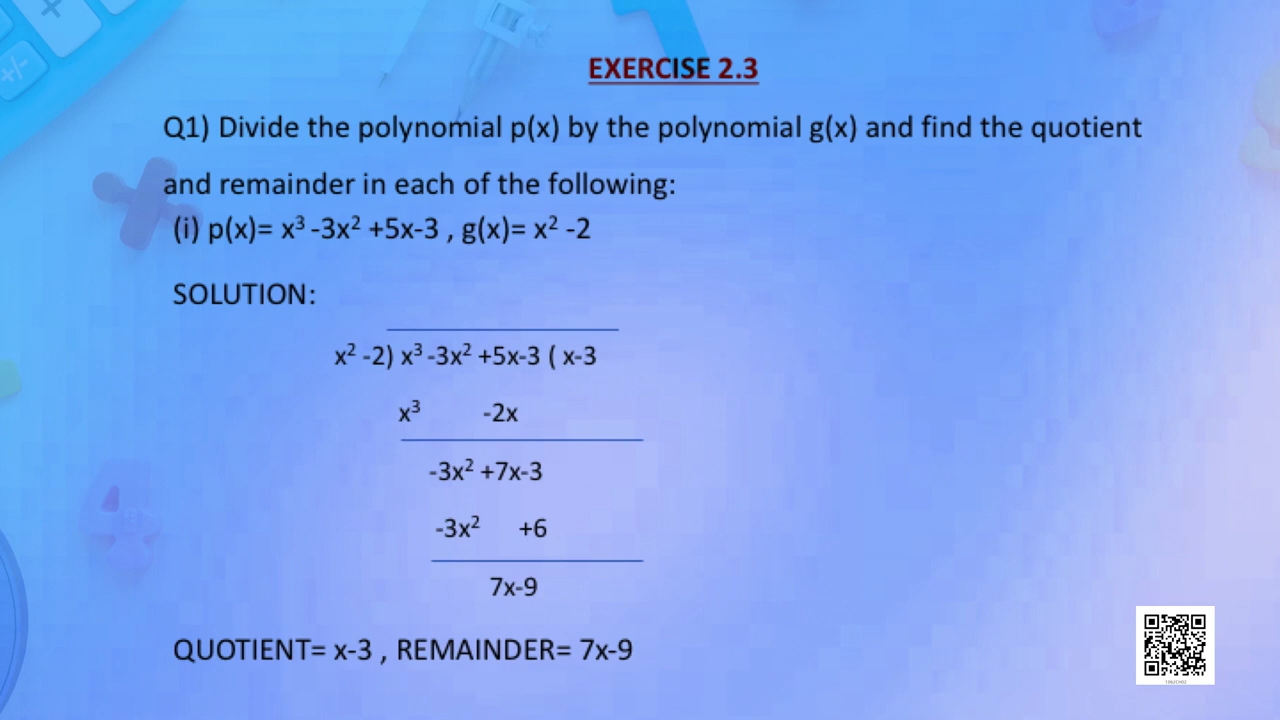 EXERCISE 2.3
Q1) Divide the polynomial p(x) by the polynomial g(x) and find the quotient
and remainder in each of the following:
(i) p(x)= x³ -3x² +5x-3 , g(x)= x² -2
SOLUTION:
x² -2) x³ -3x² +5x-3 ( x-3
x³ -2x
-3x² +7x-3
-3x² +6
7x-9
QUOTIENT= x-3 , REMAINDER= 7x-9